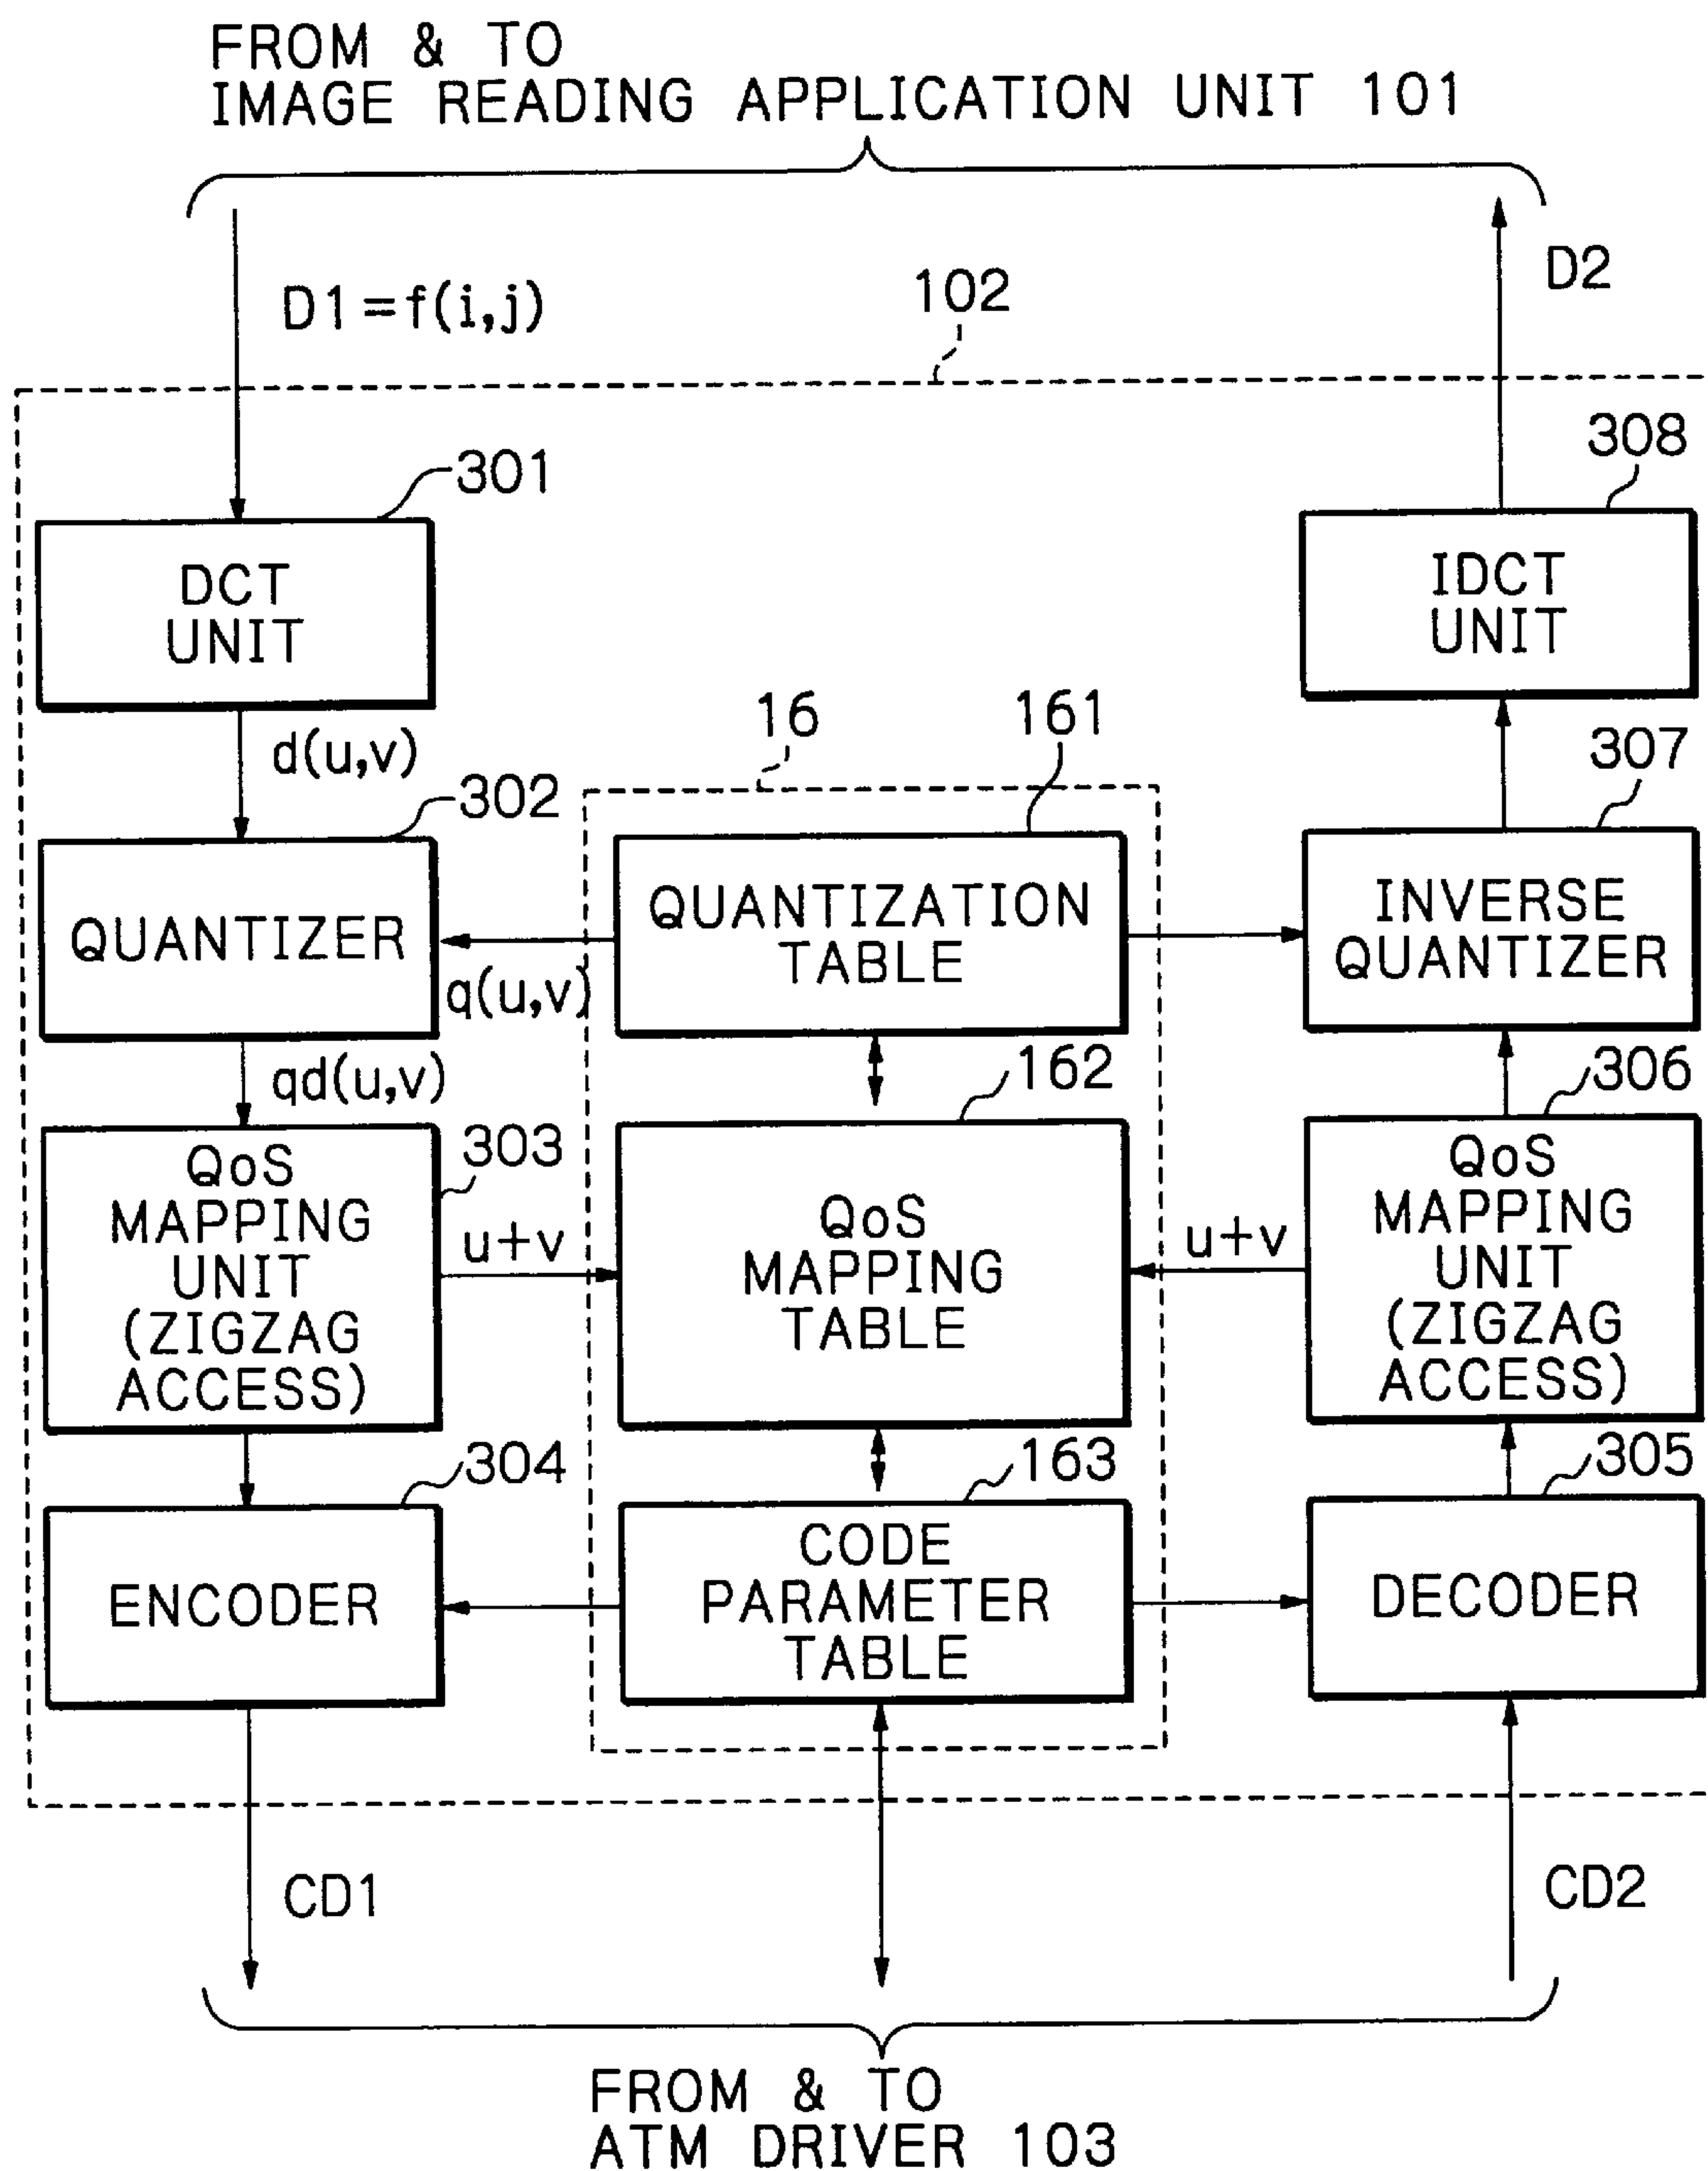 FROM & TO
IMAGE READING APPLICATION UNIT 101
D1=f(i,j)
102
D2
301
308
DCT
UNIT
IDCT
UNIT
d(u,v)
16
161
307
302
QUANTIZER
QUANTIZATION
TABLE
INVERSE
QUANTIZER
q(u,v)
qd(u,v)
162
306
303
QoS
MAPPING
UNIT
(ZIGZAG
ACCESS)
u+v
QoS
MAPPING
TABLE
u+v
QoS
MAPPING
UNIT
(ZIGZAG
ACCESS)
304
163
305
ENCODER
CODE
PARAMETER
TABLE
DECODER
CD1
CD2
FROM & TO
ATM DRIVER 103